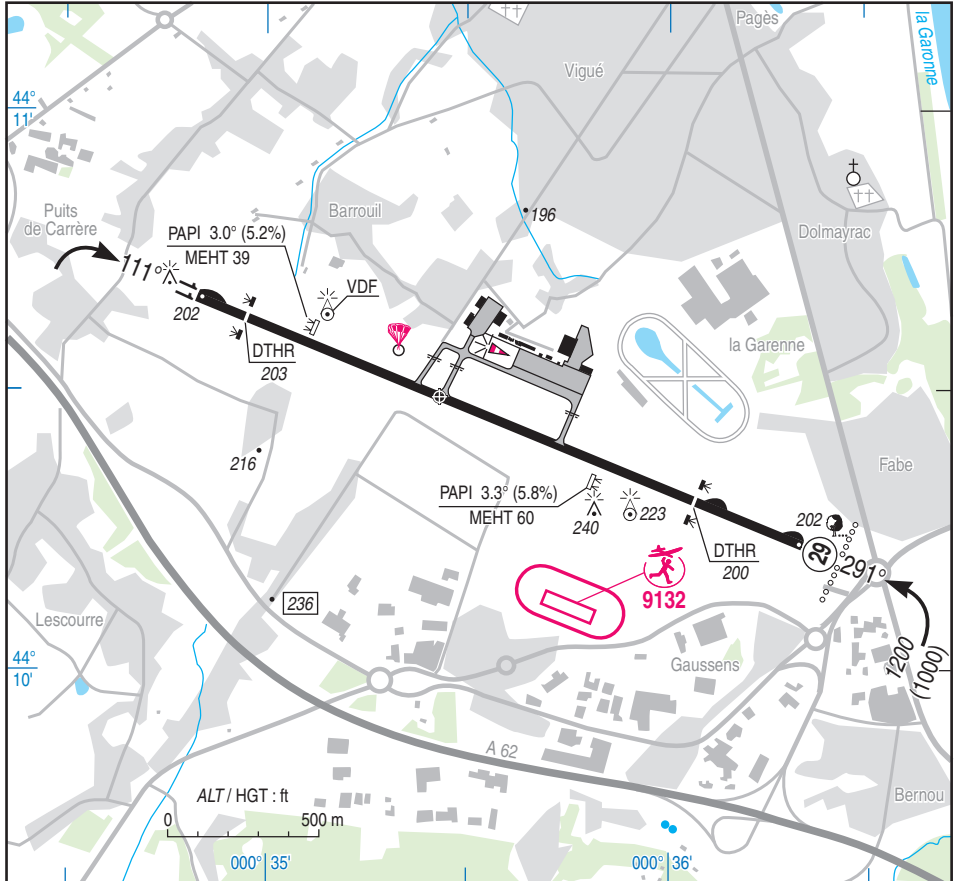 Pagès
la Garonne
Vigué
44°
11'
Puits
de Carrère
Barrouil
196
Dolmayrac
PAPI 3.0° (5.2%)
MEHT 39
VDF
111°
202
DTHR
203
la Garenne
216
Fabe
PAPI 3.3° (5.8%)
MEHT 60
240
223
202
DTHR
200
29
291°
9132
236
Lescourre
44°
10'
Gaussens
1200
(1000)
A 62
ALT / HGT : ft
0 500 m
Bernou
000° 35'
000° 36'